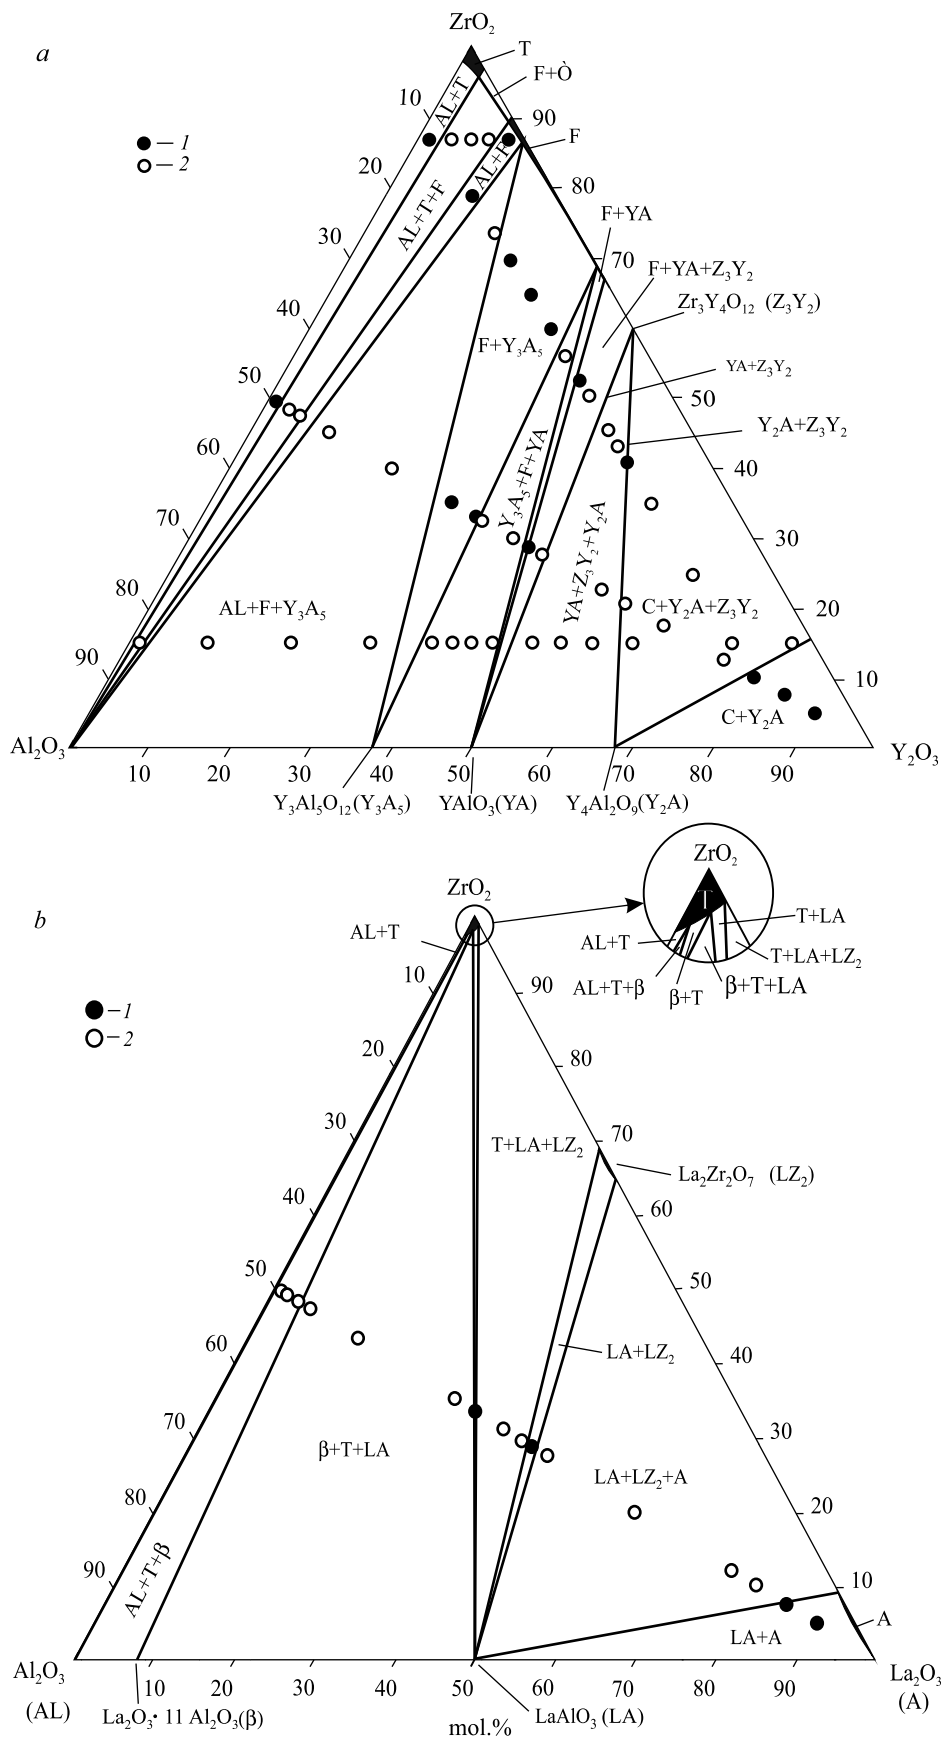 a
ZrO₂
T
F+Ò
F
10
20
30
40
50
60
70
80
90
90
80
70
50
40
30
20
10
– 1
– 2
AL+T
AL+T+F
AL+F
F+YA
F+YA+Z₃Y₂
Zr₃Y₄O₁₂ (Z₃Y₂)
F+Y₃A₅
YA+Z₃Y₂
Y₂A+Z₃Y₂
Y₃A₅+F+YA
YA+Z₃Y₂+Y₂A
AL+F+Y₃A₅
C+Y₂A+Z₃Y₂
C+Y₂A
Al₂O₃
Y₂O₃
10 20 30 40 50 60 70 80 90
Y₃Al₅O₁₂(Y₃A₅) YAlO₃(YA) Y₄Al₂O₉(Y₂A)
b
ZrO₂
ZrO₂
T
T+LA
AL+T
T+LA+LZ₂
AL+T+β
β+T
β+T+LA
AL+T
–1
–2
10
20
30
40
50
60
70
80
90
90
80
70
60
50
40
30
20
10
T+LA+LZ₂
La₂Zr₂O₇ (LZ₂)
LA+LZ₂
β+T+LA
LA+LZ₂+A
AL+T+β
LA+A
A
Al₂O₃
(AL)
La₂O₃
(A)
10 20 30 40 50 60 70 80 90
La₂O₃· 11 Al₂O₃(β)
mol.%
LaAlO₃ (LA)